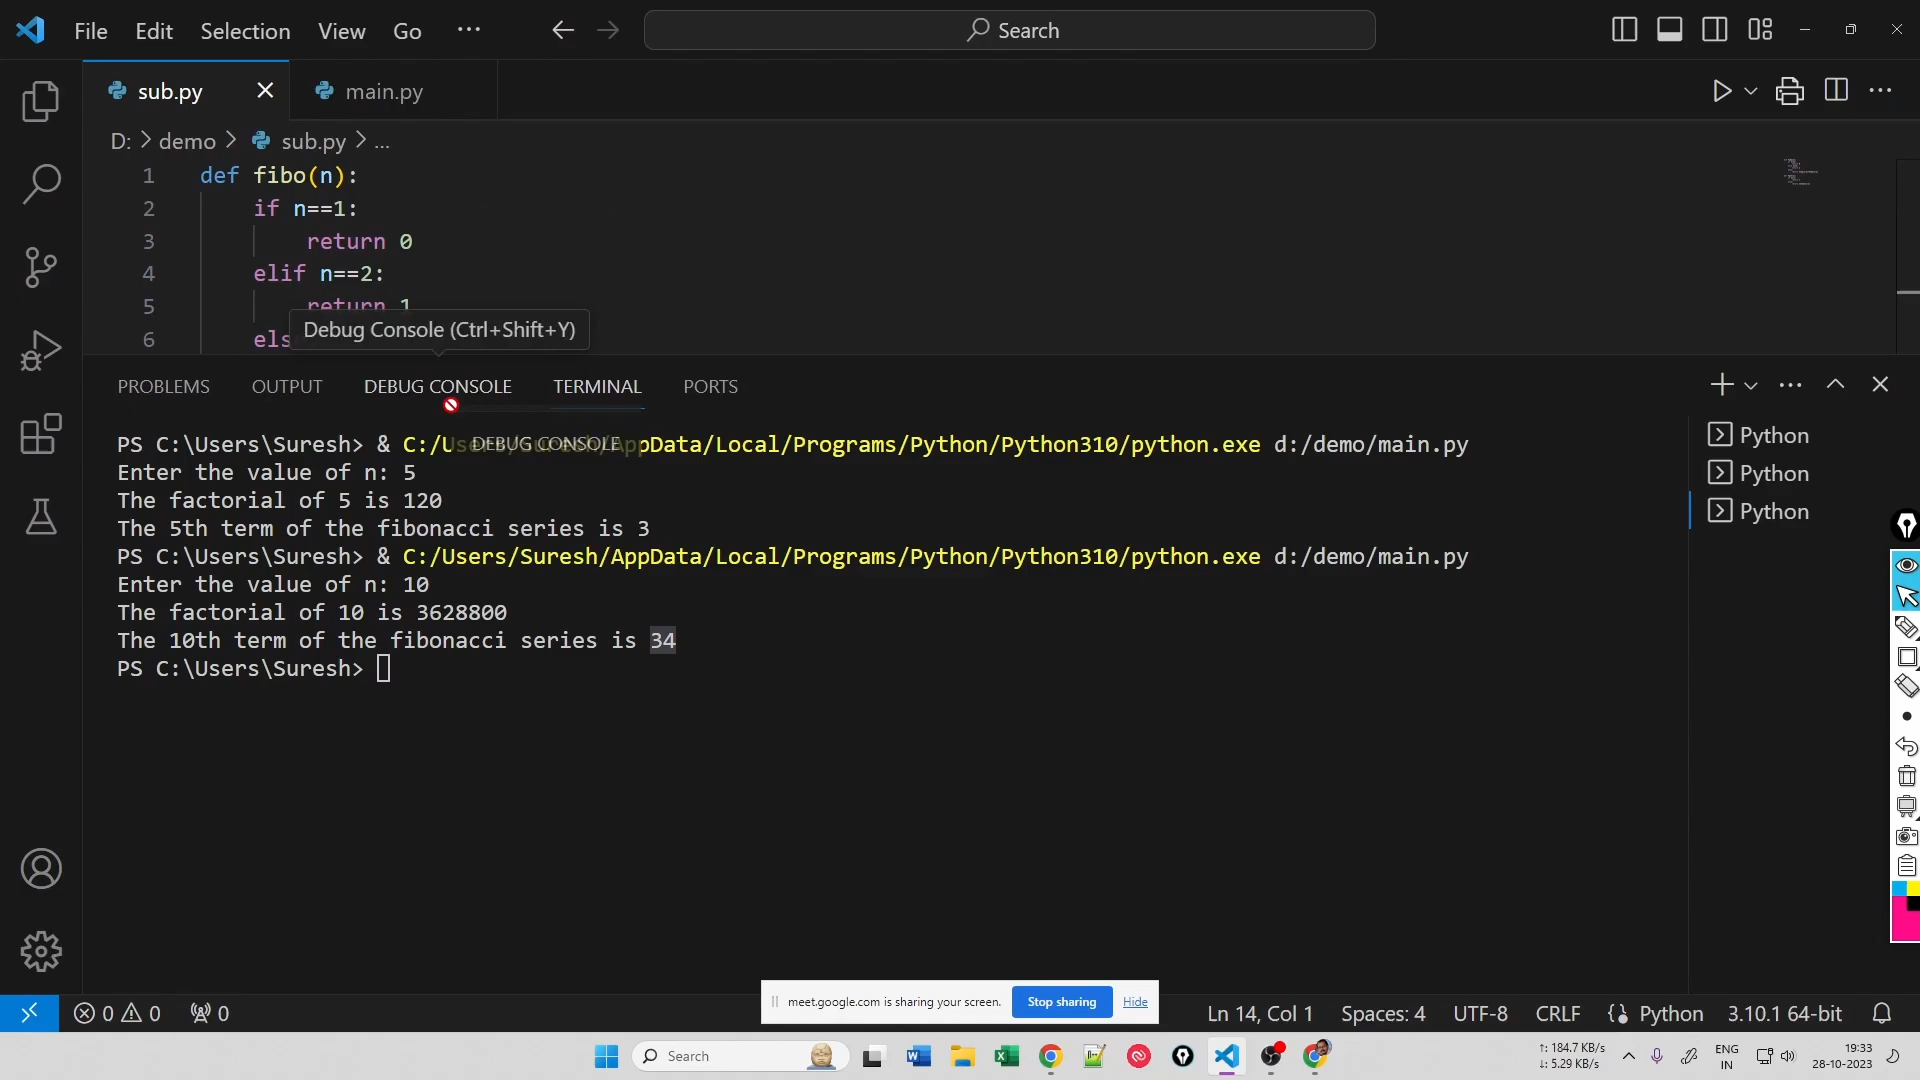 File Edit Selection View Go ··· Search
sub.py main.py
D: > demo > sub.py > ...
1 def fibo(n):
2 if n==1:
3 return 0
4 elif n==2:
5 return 1
6 els
Debug Console (Ctrl+Shift+Y)
PROBLEMS OUTPUT DEBUG CONSOLE TERMINAL PORTS
DEBUG CONSOLE
PS C:\Users\Suresh> & C:/Users/Suresh/AppData/Local/Programs/Python/Python310/python.exe d:/demo/main.py
Enter the value of n: 5
The factorial of 5 is 120
The 5th term of the fibonacci series is 3
PS C:\Users\Suresh> & C:/Users/Suresh/AppData/Local/Programs/Python/Python310/python.exe d:/demo/main.py
Enter the value of n: 10
The factorial of 10 is 3628800
The 10th term of the fibonacci series is 34
PS C:\Users\Suresh>
Python
Python
Python
meet.google.com is sharing your screen. Stop sharing Hide
0 0 0 Ln 14, Col 1 Spaces: 4 UTF-8 CRLF Python 3.10.1 64-bit
Search
↑: 184.7 KB/s
↓: 5.29 KB/s
ENG
IN
19:33
28-10-2023